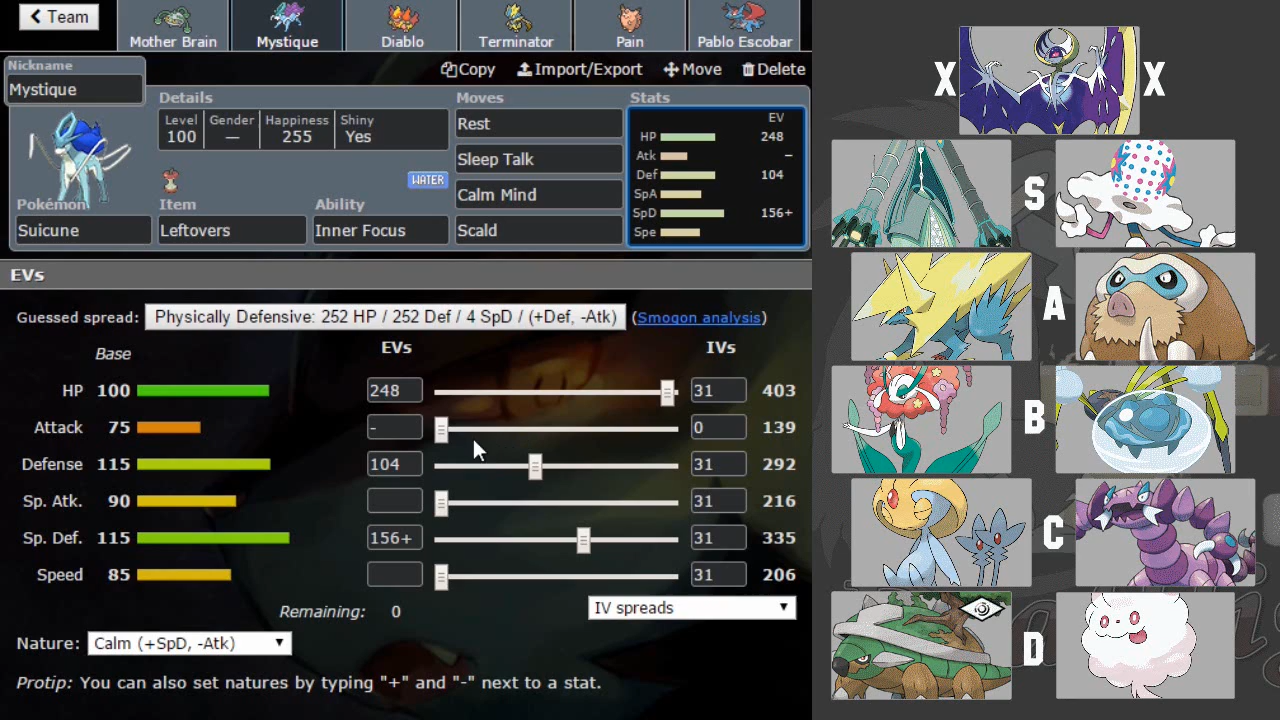 Team
Mother Brain
Mystique
Diablo
Terminator
Pain
Pablo Escobar
Copy
Import/Export
Move
Delete
Nickname
Mystique
Details
Level
100
Gender
—
Happiness
255
Shiny
Yes
WATER
Pokémon
Suicune
Item
Leftovers
Ability
Inner Focus
Moves
Rest
Sleep Talk
Calm Mind
Scald
Stats
EV
HP 248
Atk –
Def 104
SpA
SpD 156+
Spe
EVs
Guessed spread: Physically Defensive: 252 HP / 252 Def / 4 SpD / (+Def, -Atk) (Smogon analysis)
Base EVs IVs
HP 100 248 31 403
Attack 75 - 0 139
Defense 115 104 31 292
Sp. Atk. 90 31 216
Sp. Def. 115 156+ 31 335
Speed 85 31 206
Remaining: 0
IV spreads
Nature: Calm (+SpD, -Atk)
Protip: You can also set natures by typing "+" and "-" next to a stat.
X X
S
A
B
C
D